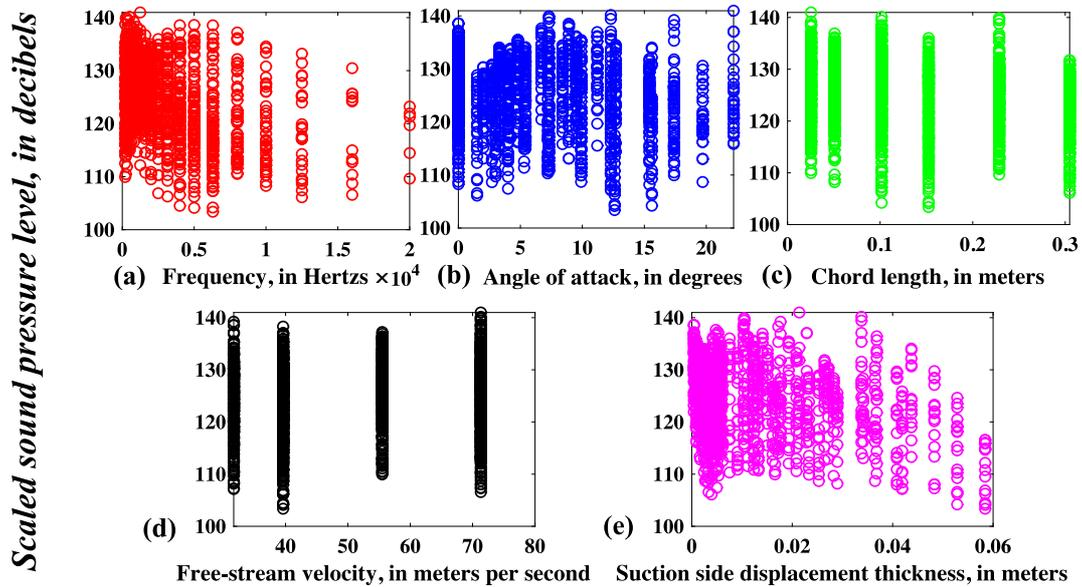 Scaled sound pressure level, in decibels
140
130
120
110
100
0 0.5 1 1.5 2
(a) Frequency, in Hertzs ×10⁴
140
130
120
110
100
0 5 10 15 20
(b) Angle of attack, in degrees
140
130
120
110
100
0 0.1 0.2 0.3
(c) Chord length, in meters
140
130
120
110
100
40 50 60 70 80
(d)
Free-stream velocity, in meters per second
140
130
120
110
100
0 0.02 0.04 0.06
(e)
Suction side displacement thickness, in meters